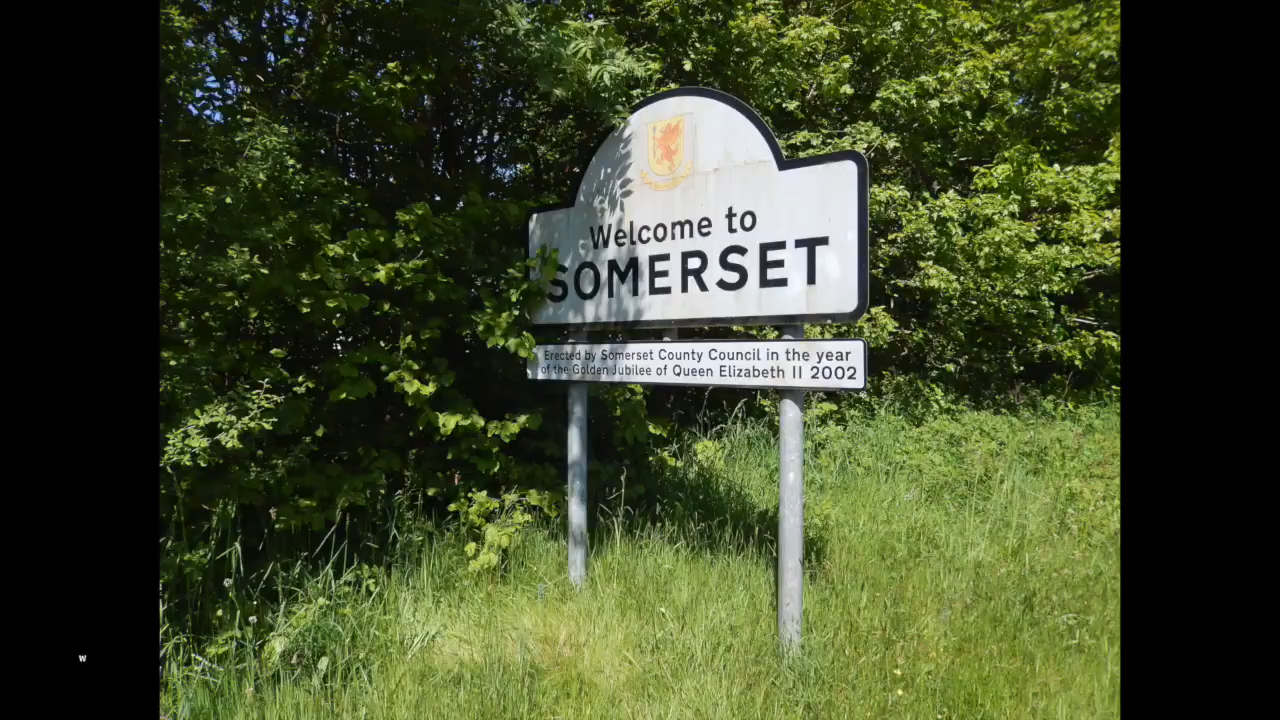 Welcome to
SOMERSET
Erected by Somerset County Council in the year
of the Golden Jubilee of Queen Elizabeth II 2002
W